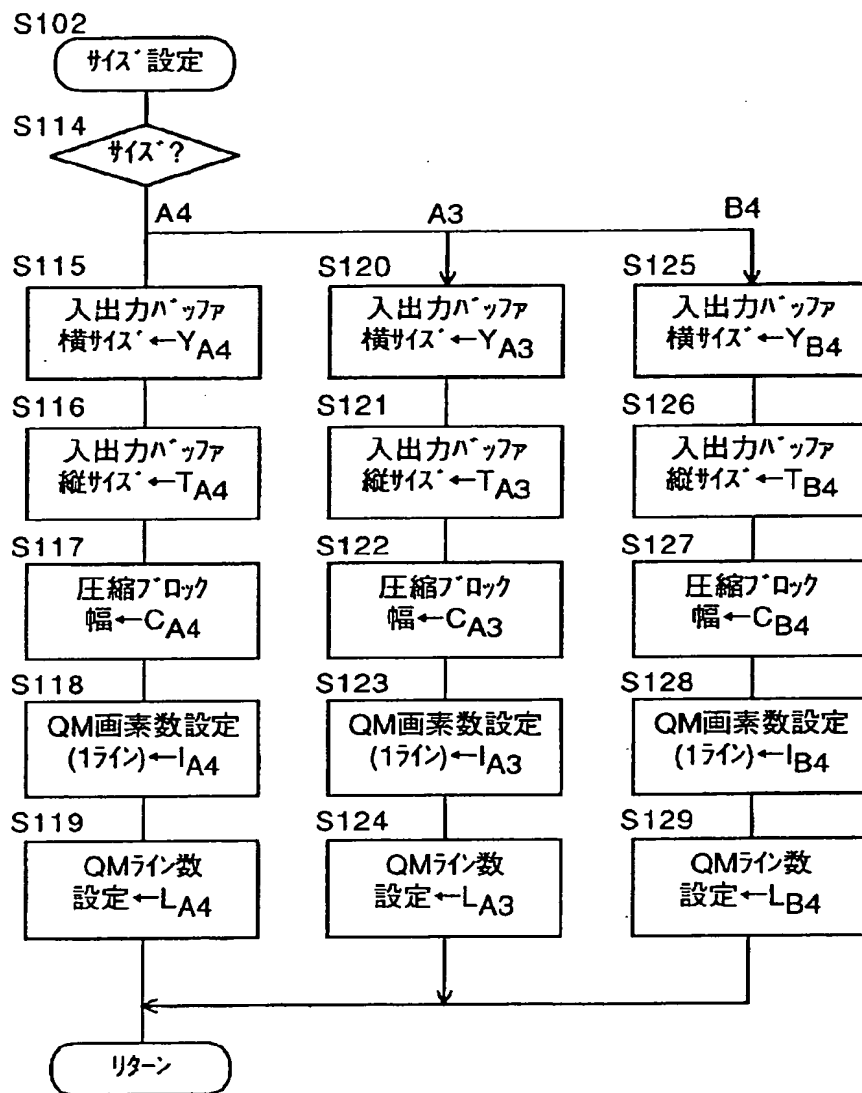 S102
サイズ設定
S114
サイズ?
A4
A3
B4
S115
入出力バッファ
横サイズ←YA4
S116
入出力バッファ
縦サイズ←TA4
S117
圧縮ブロック
幅←CA4
S118
QM画素数設定
(1ライン)←IA4
S119
QMライン数
設定←LA4
S120
入出力バッファ
横サイズ←YA3
S121
入出力バッファ
縦サイズ←TA3
S122
圧縮ブロック
幅←CA3
S123
QM画素数設定
(1ライン)←IA3
S124
QMライン数
設定←LA3
S125
入出力バッファ
横サイズ←YB4
S126
入出力バッファ
縦サイズ←TB4
S127
圧縮ブロック
幅←CB4
S128
QM画素数設定
(1ライン)←IB4
S129
QMライン数
設定←LB4
リターン